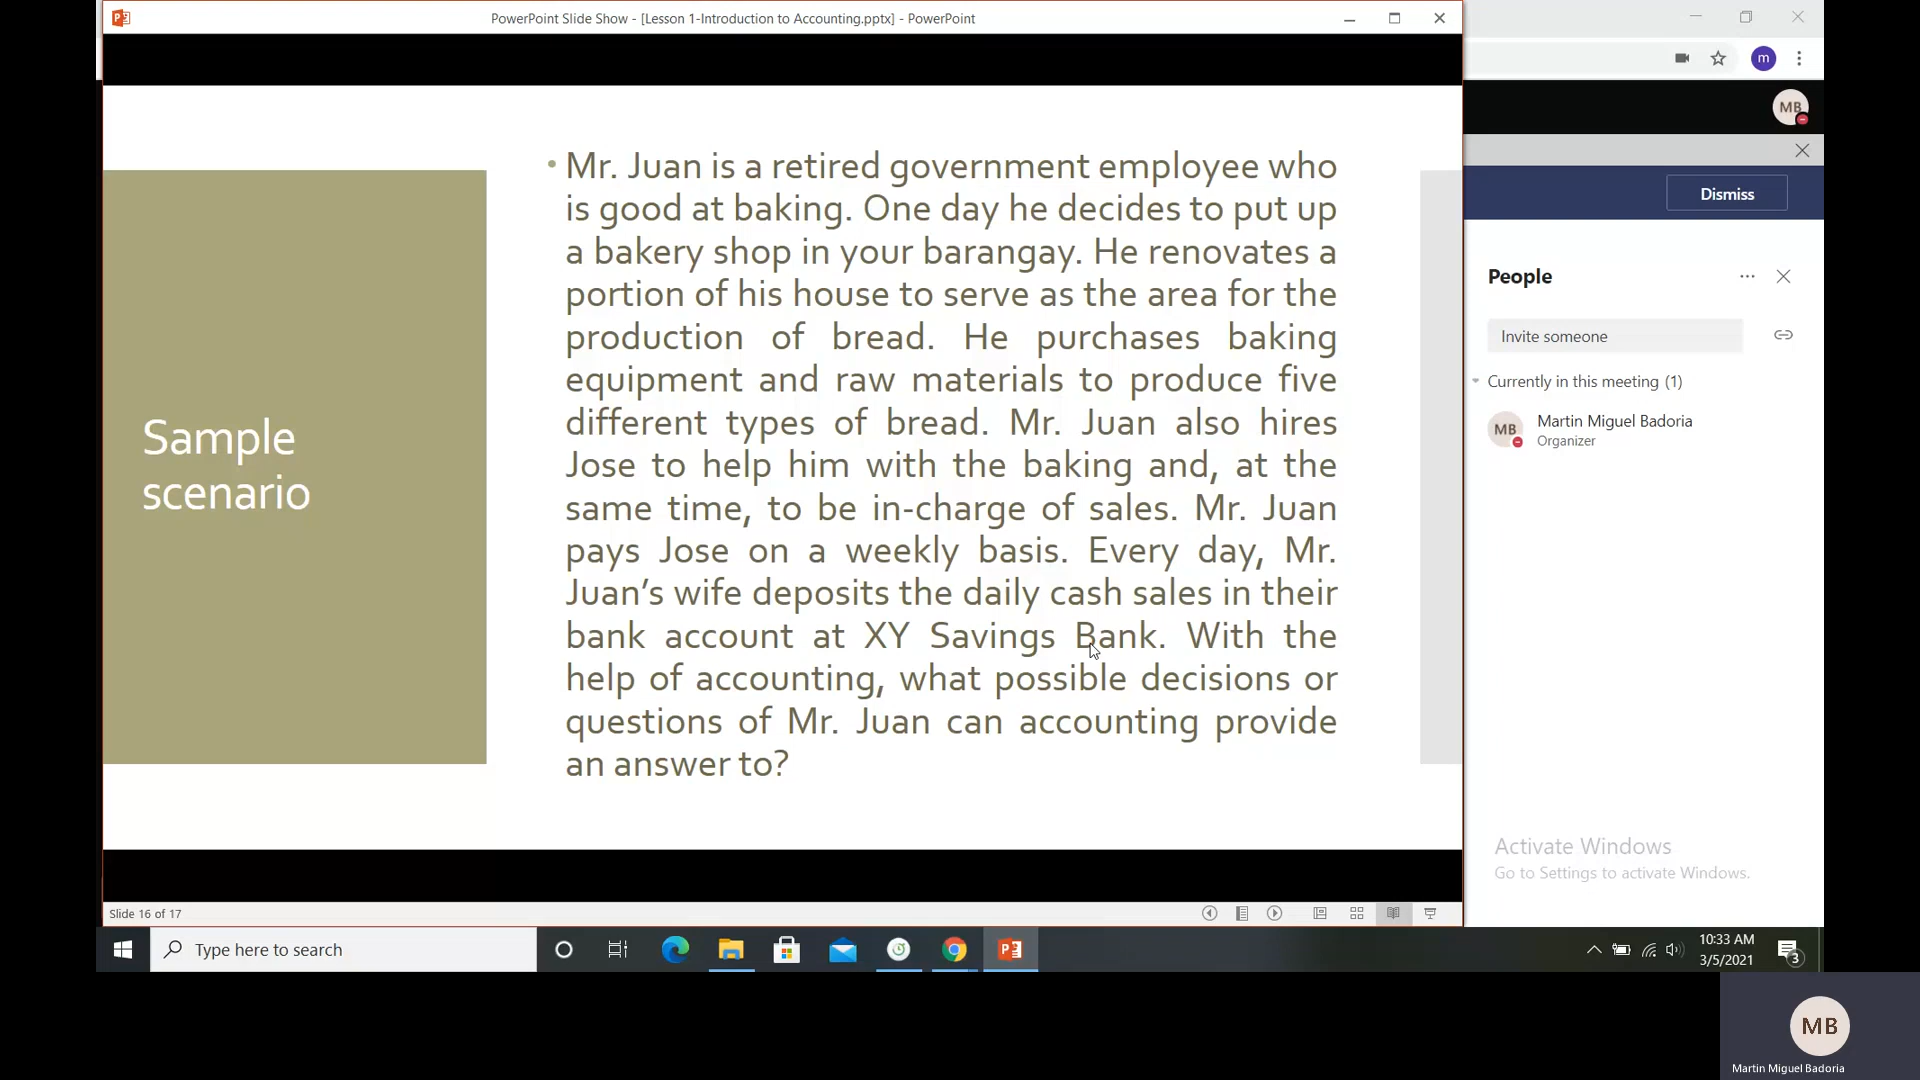 PowerPoint Slide Show - [Lesson 1-Introduction to Accounting.pptx] - PowerPoint
m
MB
Dismiss
Sample
scenario
• Mr. Juan is a retired government employee who
is good at baking. One day he decides to put up
a bakery shop in your barangay. He renovates a
portion of his house to serve as the area for the
production of bread. He purchases baking
equipment and raw materials to produce five
different types of bread. Mr. Juan also hires
Jose to help him with the baking and, at the
same time, to be in-charge of sales. Mr. Juan
pays Jose on a weekly basis. Every day, Mr.
Juan’s wife deposits the daily cash sales in their
bank account at XY Savings Bank. With the
help of accounting, what possible decisions or
questions of Mr. Juan can accounting provide
an answer to?
People
Invite someone
Currently in this meeting (1)
MB
Martin Miguel Badoria
Organizer
Activate Windows
Go to Settings to activate Windows.
Slide 16 of 17
Type here to search
10:33 AM
3/5/2021
3
MB
Martin Miguel Badoria